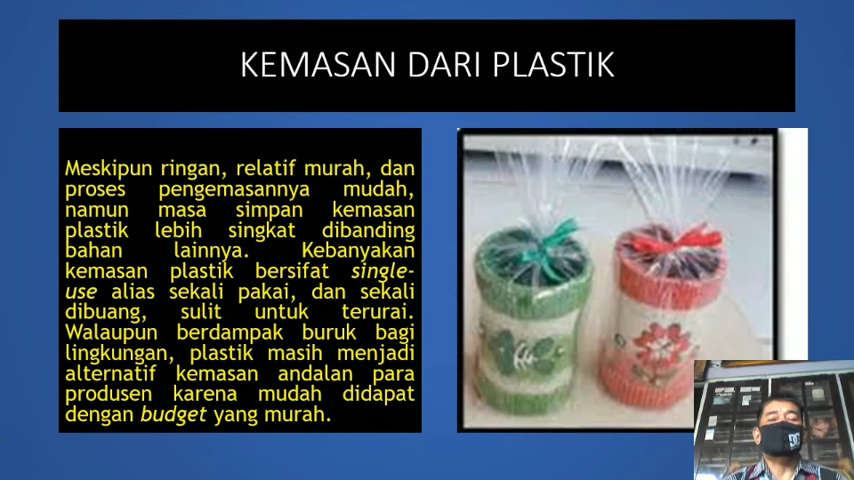 KEMASAN DARI PLASTIK
Meskipun ringan, relatif murah, dan
proses pengemasannya mudah,
namun masa simpan kemasan
plastik lebih singkat dibanding
bahan lainnya. Kebanyakan
kemasan plastik bersifat single-
use alias sekali pakai, dan sekali
dibuang, sulit untuk terurai.
Walaupun berdampak buruk bagi
lingkungan, plastik masih menjadi
alternatif kemasan andalan para
produsen karena mudah didapat
dengan budget yang murah.